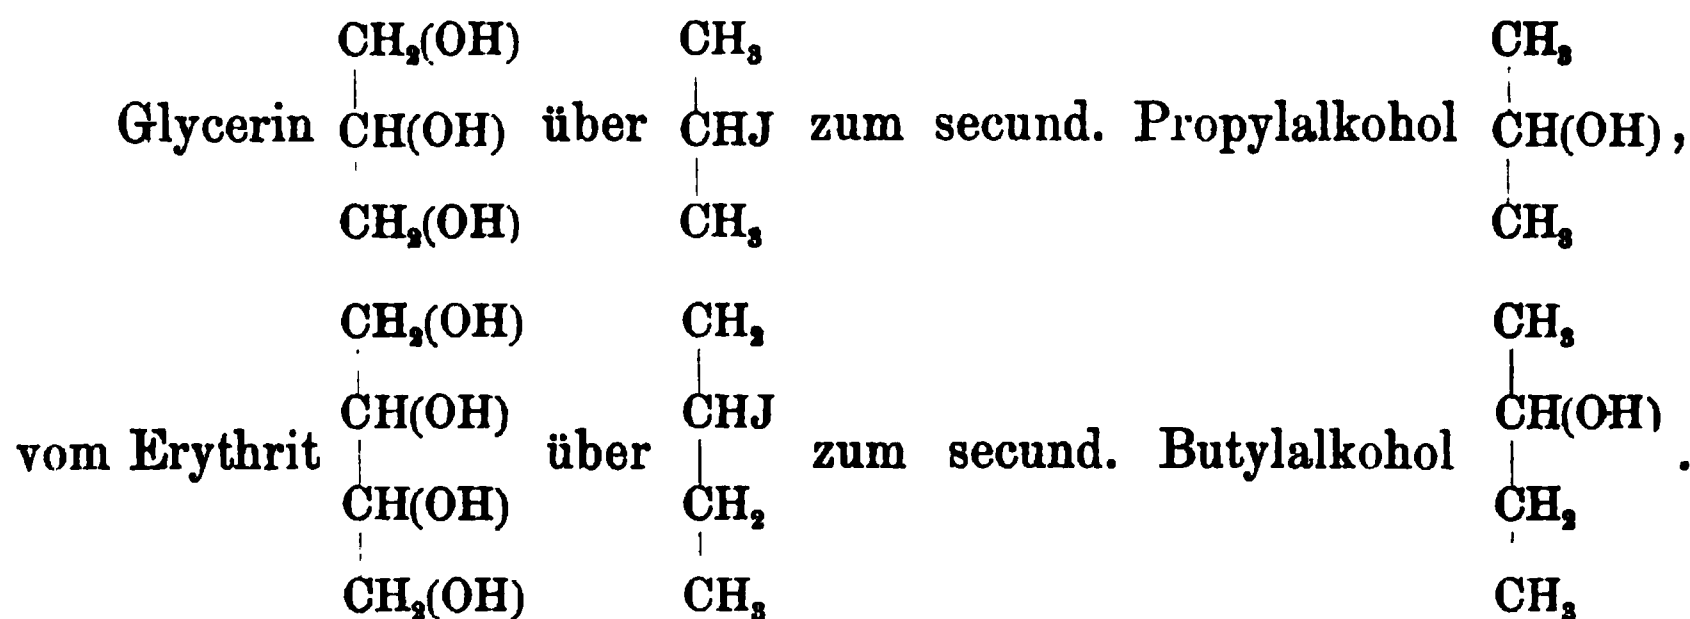 CH₂(OH) CH₃ CH₃
Glycerin CH(OH) über CHJ zum secund. Propylalkohol CH(OH),
CH₂(OH) CH₃ CH₃
CH₂(OH) CH₂ CH₃
CH(OH) CHJ CH(OH)
vom Erythrit über zum secund. Butylalkohol .
CH(OH) CH₂ CH₂
CH₂(OH) CH₃ CH₃